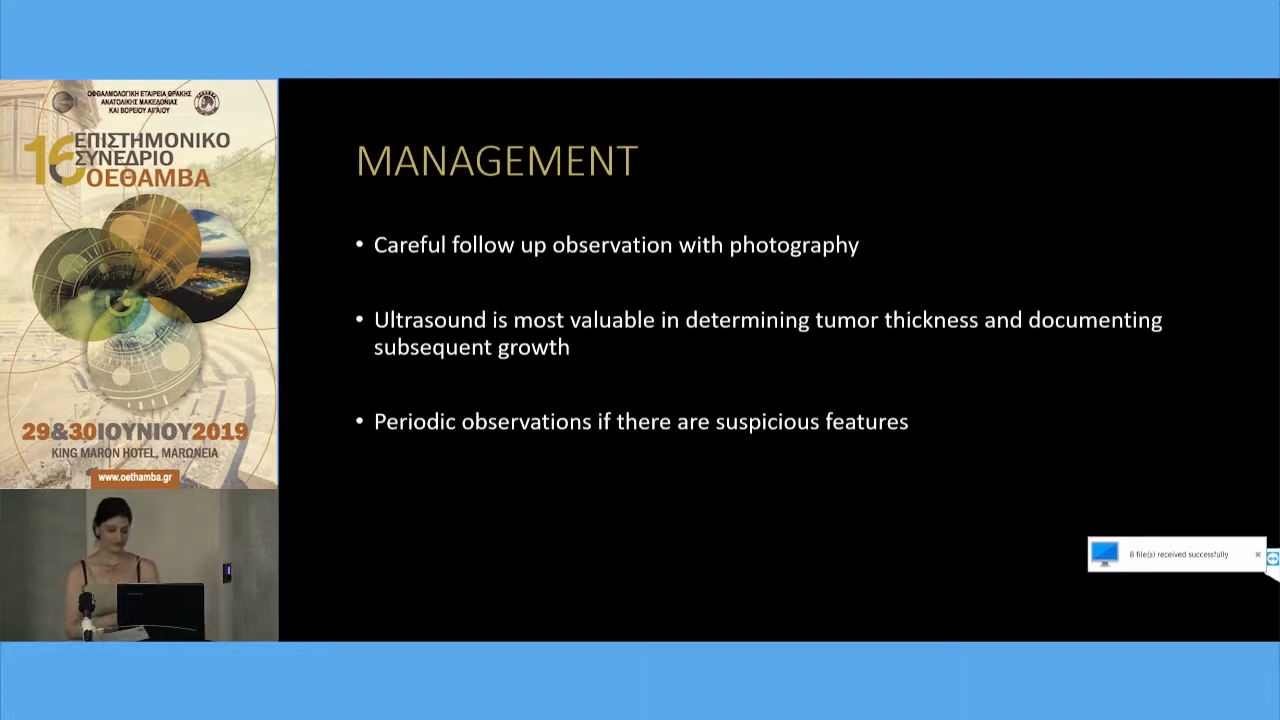 ΟΦΘΑΛΜΟΛΟΓΙΚΗ ΕΤΑΙΡΕΙΑ ΘΡΑΚΗΣ
ΑΝΑΤΟΛΙΚΗΣ ΜΑΚΕΔΟΝΙΑΣ
ΚΑΙ ΒΟΡΕΙΟΥ ΑΙΓΑΙΟΥ
16 ΕΠΙΣΤΗΜΟΝΙΚΟ
ΣΥΝΕΔΡΙΟ
ΟΕΘΑΜΒΑ
29&30ΙΟΥΝΙΟΥ2019
KING MARON HOTEL, ΜΑΡΩΝΕΙΑ
www.oethamba.gr
MANAGEMENT
• Careful follow up observation with photography
• Ultrasound is most valuable in determining tumor thickness and documenting
subsequent growth
• Periodic observations if there are suspicious features
8 file(s) received successfully